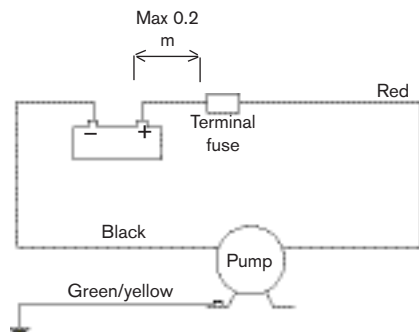 Max 0.2
m
Red
– +
Terminal
fuse
Black
Pump
Green/yellow